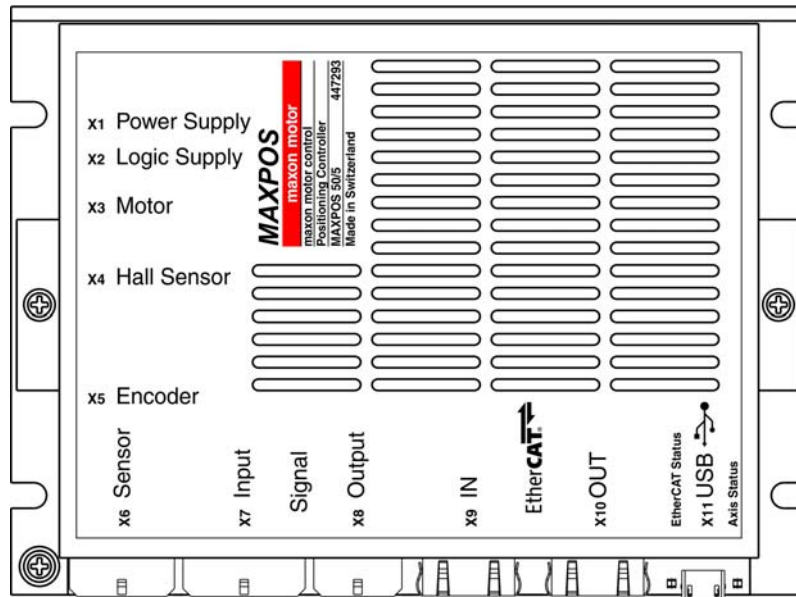 X1 Power Supply
X2 Logic Supply
X3 Motor
X4 Hall Sensor
X5 Encoder
MAXPOS
maxon motor
maxon motor control
Positioning Controller
MAXPOS 50/5 447293
Made in Switzerland
X6 Sensor
X7 Input
Signal
X8 Output
X9 IN
EtherCAT®
X10 OUT
EtherCAT Status
X11 USB
Axis Status